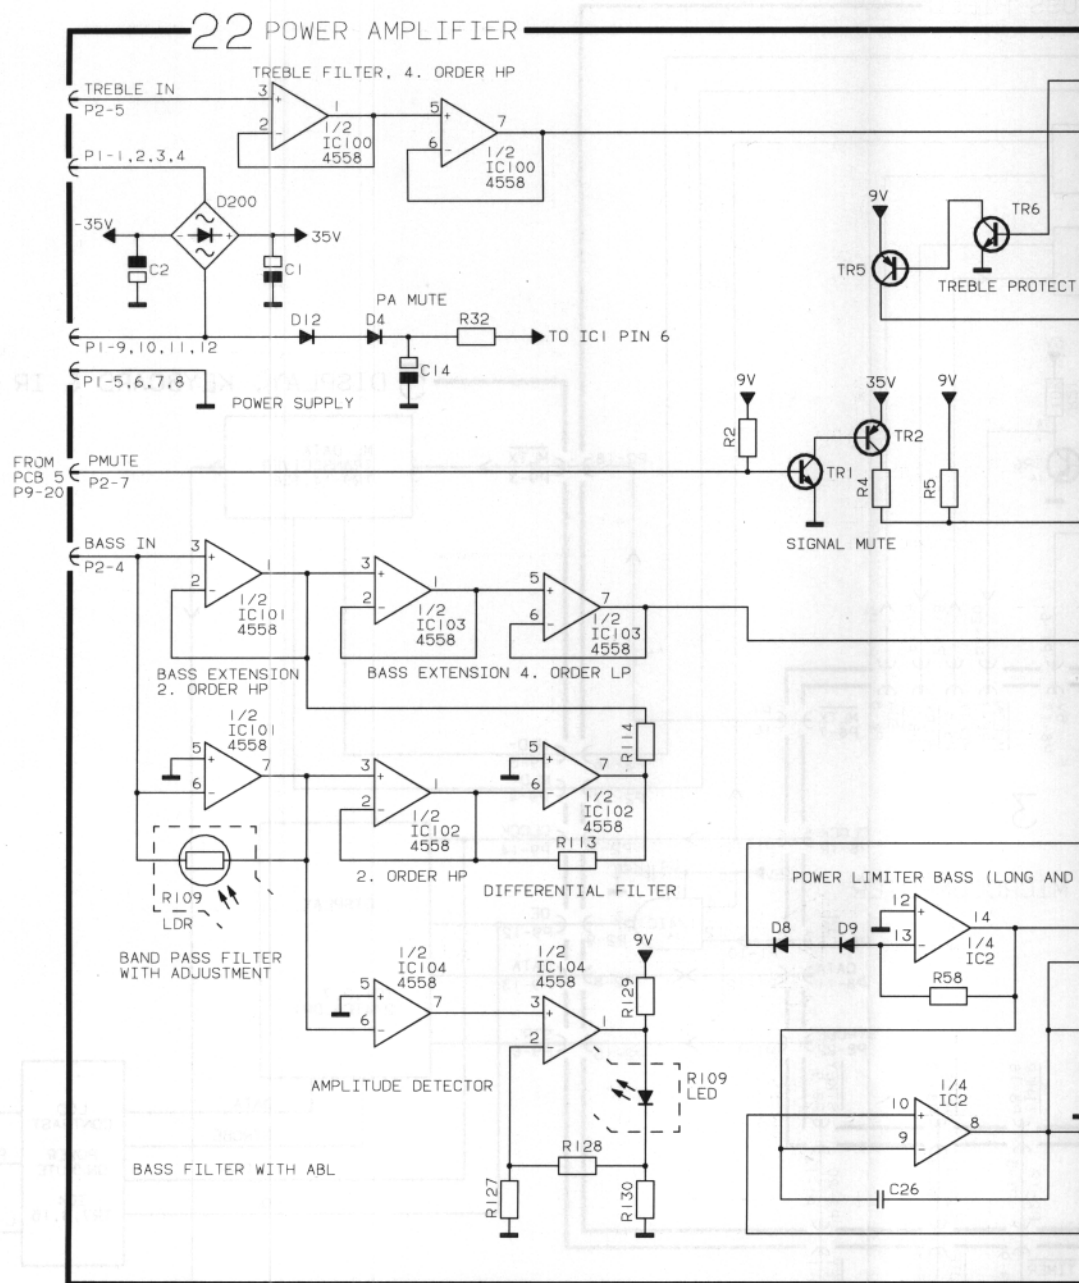 22 POWER AMPLIFIER
TREBLE FILTER, 4. ORDER HP
TREBLE IN
P2-5
3
+
2
-
1
1/2
IC100
4558
5
+
6
-
7
1/2
IC100
4558
P1-1,2,3,4
D200
-35V
-
+
35V
C2
C1
9V
TR6
TR5
TREBLE PROTECT
PA MUTE
D12
D4
R32
TO IC1 PIN 6
P1-9,10,11,12
C14
P1-5,6,7,8
POWER SUPPLY
9V
35V
9V
R2
TR2
FROM
PCB 5
P9-20
PMUTE
P2-7
TR1
R4
R5
SIGNAL MUTE
BASS IN
P2-4
3
+
2
-
1
1/2
IC101
4558
3
+
2
-
1
1/2
IC103
4558
5
+
6
-
7
1/2
IC103
4558
BASS EXTENSION
2. ORDER HP
BASS EXTENSION 4. ORDER LP
1/2
IC101
4558
5
+
6
-
7
3
+
2
-
1
1/2
IC102
4558
5
+
6
-
7
1/2
IC102
4558
R114
R113
2. ORDER HP
DIFFERENTIAL FILTER
R109
LDR
BAND PASS FILTER
WITH ADJUSTMENT
POWER LIMITER BASS (LONG AND
D8
D9
12
+
13
-
14
1/4
IC2
R58
1/2
IC104
4558
5
+
6
-
7
1/2
IC104
4558
3
+
2
-
1
9V
R129
AMPLITUDE DETECTOR
R109
LED
1/4
IC2
10
+
9
-
8
C26
BASS FILTER WITH ABL
R128
R127
R130